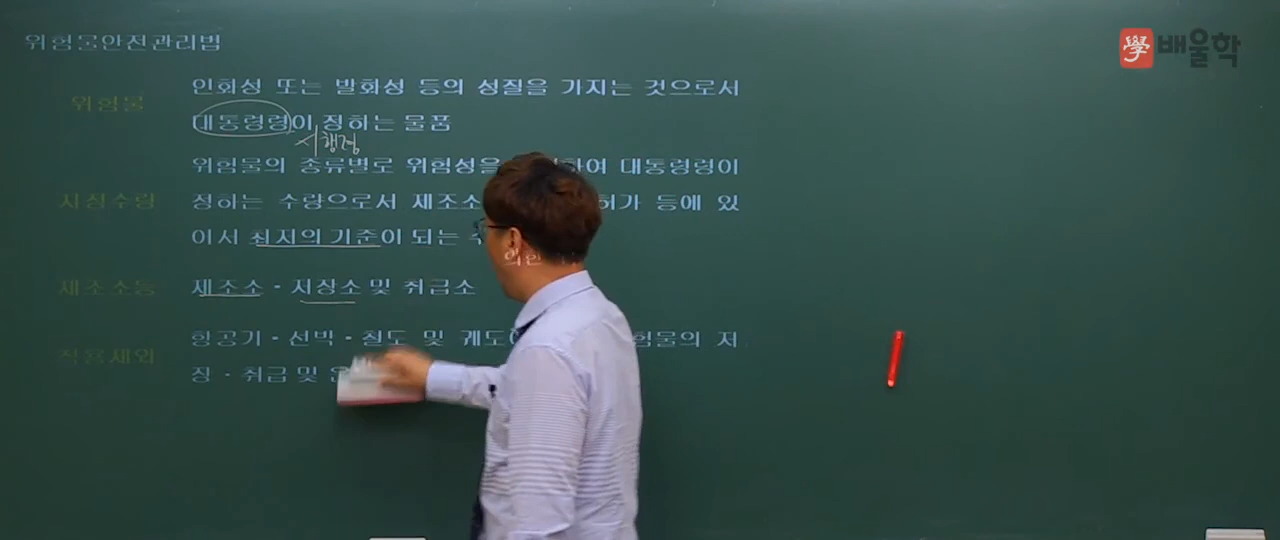 위험물안전관리법
學 배울학
위험물
인화성 또는 발화성 등의 성질을 가지는 것으로서
대통령령이 정하는 물품
시행령
위험물의 종류별로 위험성을 대통령령이
지정수량
정하는 수량으로서 제조소 허가 등에 있
어서 최저의 기준이 되는
제조소등
제조소·저장소 및 취급소
적용제외
항공기·선박·철도 및 궤도 험물의 저
장·취급 및